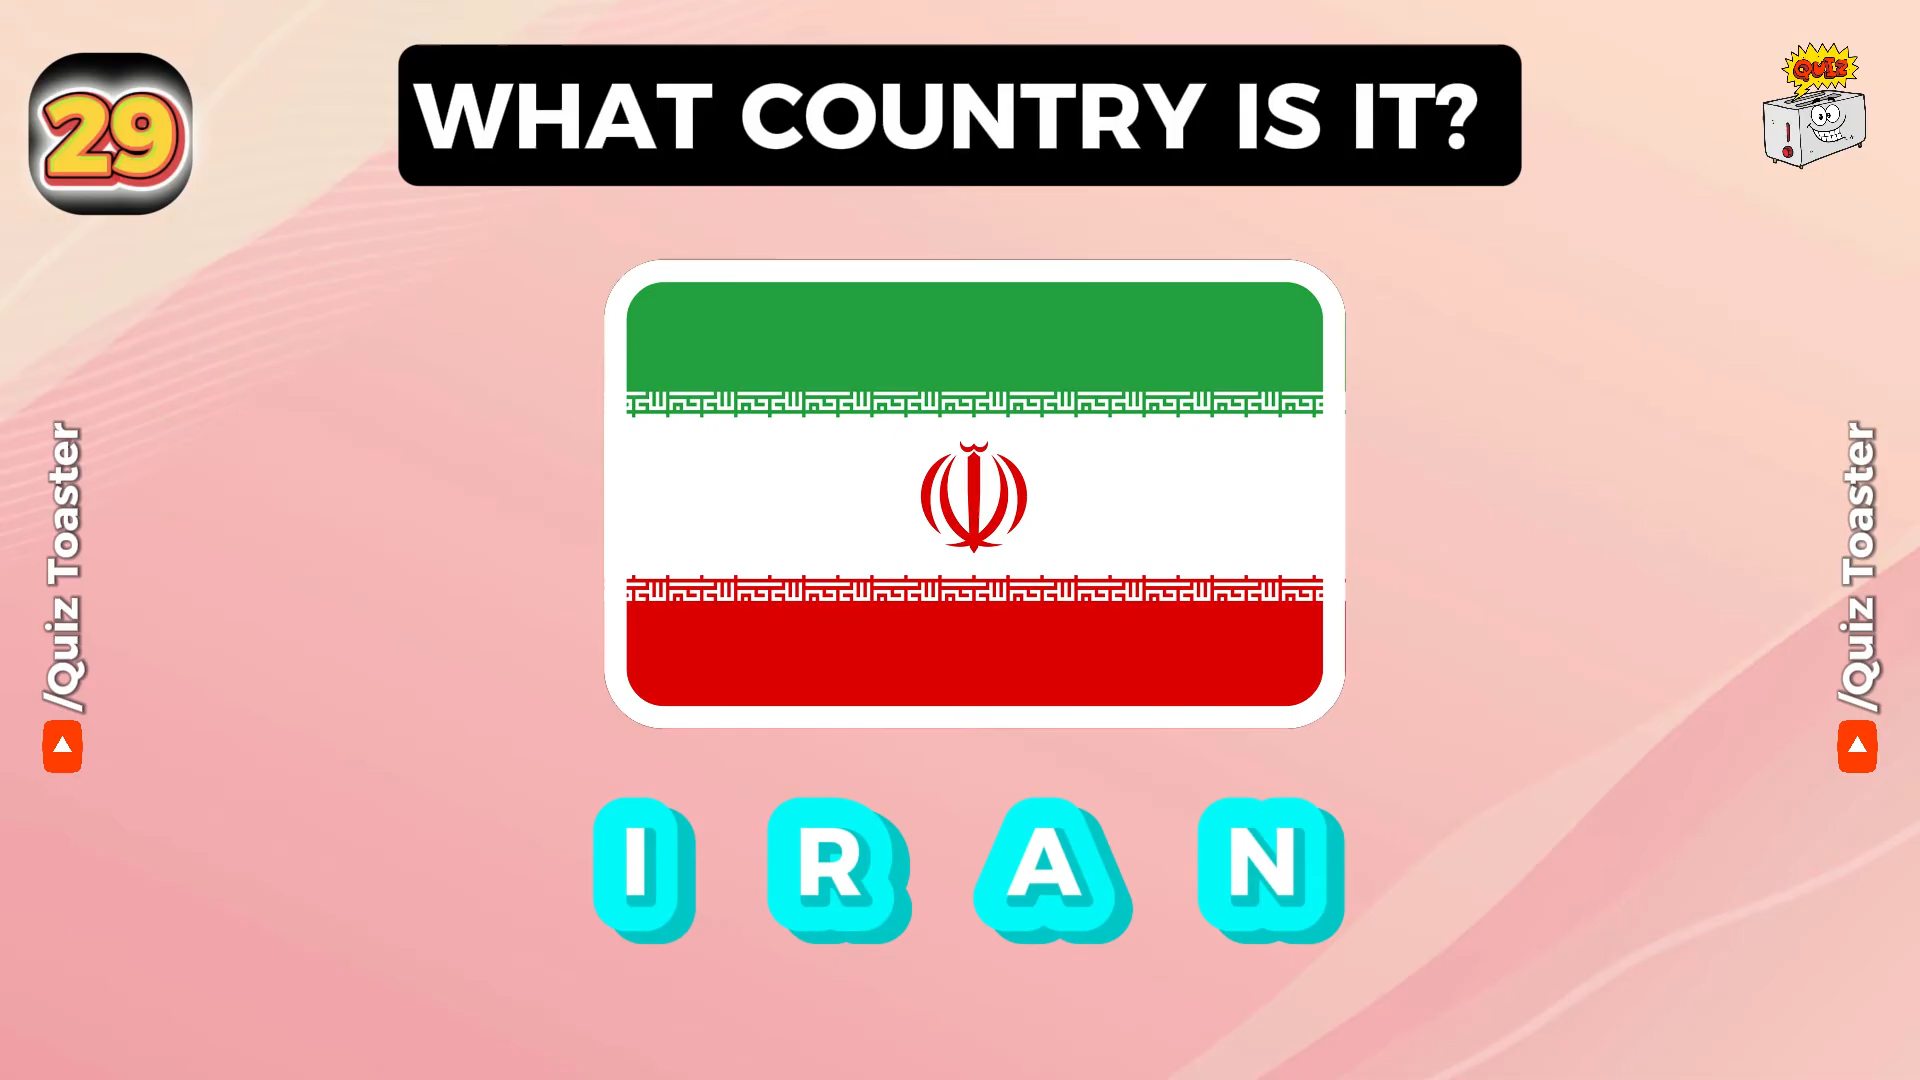 29
WHAT COUNTRY IS IT?
QUIZ
/Quiz Toaster
/Quiz Toaster
I R A N